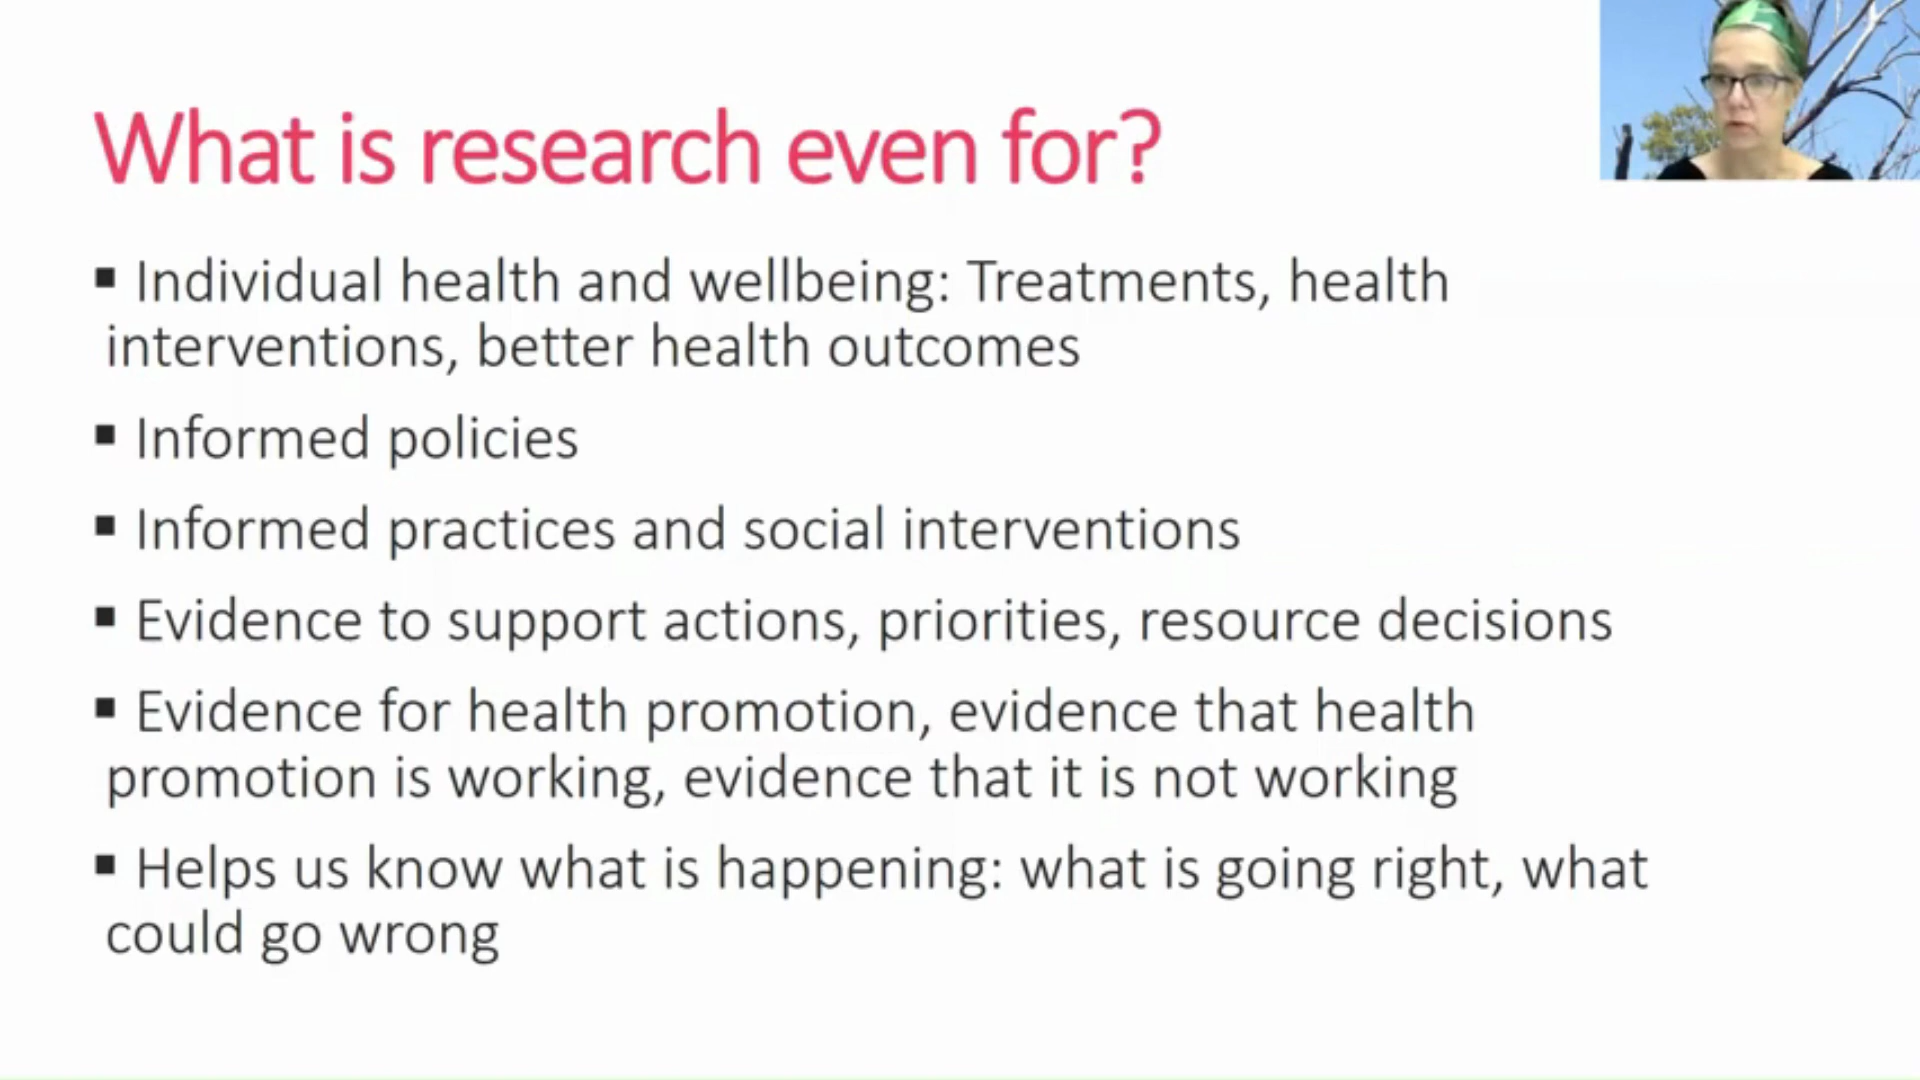 What is research even for?
▪ Individual health and wellbeing: Treatments, health
interventions, better health outcomes
▪ Informed policies
▪ Informed practices and social interventions
▪ Evidence to support actions, priorities, resource decisions
▪ Evidence for health promotion, evidence that health
promotion is working, evidence that it is not working
▪ Helps us know what is happening: what is going right, what
could go wrong